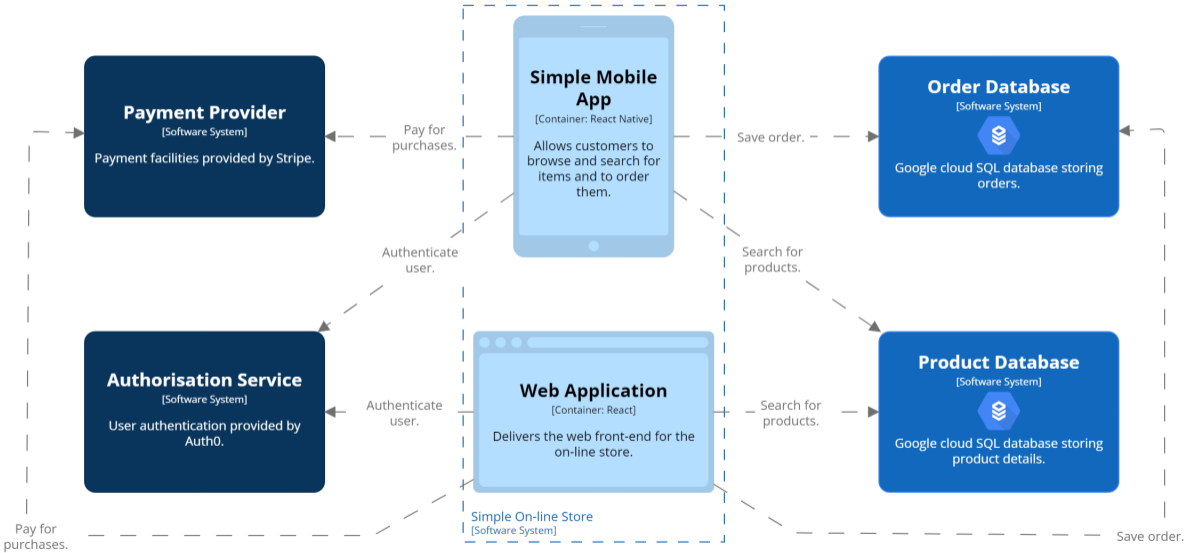 Simple Mobile
App
[Container: React Native]
Allows customers to
browse and search for
items and to order
them.
Payment Provider
[Software System]
Payment facilities provided by Stripe.
Pay for
purchases.
Save order.
Order Database
[Software System]
Google cloud SQL database storing
orders.
Authenticate
user.
Search for
products.
Authorisation Service
[Software System]
User authentication provided by
Auth0.
Authenticate
user.
Web Application
[Container: React]
Delivers the web front-end for the
on-line store.
Search for
products.
Product Database
[Software System]
Google cloud SQL database storing
product details.
Simple On-line Store
[Software System]
Pay for
purchases.
Save order.